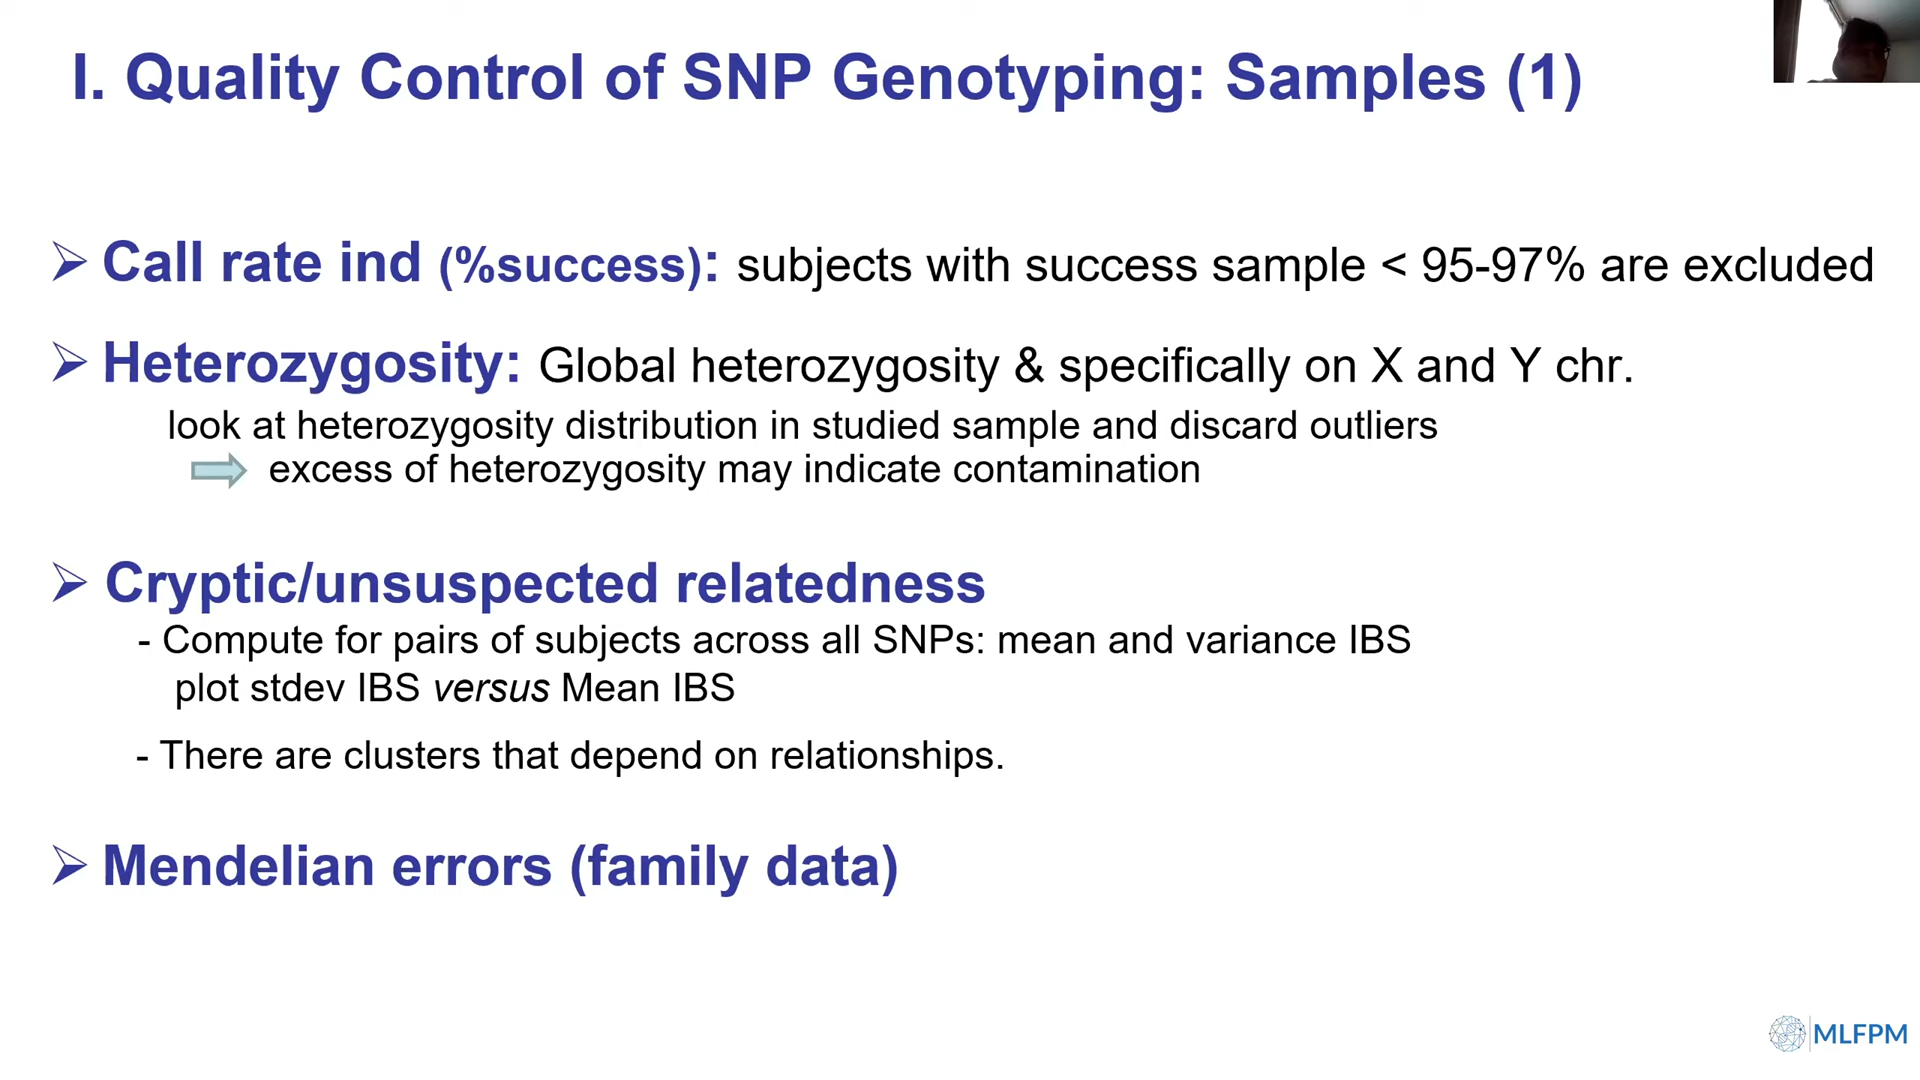 I. Quality Control of SNP Genotyping: Samples (1)
➢ Call rate ind (%success): subjects with success sample < 95-97% are excluded
➢ Heterozygosity: Global heterozygosity & specifically on X and Y chr.
look at heterozygosity distribution in studied sample and discard outliers
⇨ excess of heterozygosity may indicate contamination
➢ Cryptic/unsuspected relatedness
- Compute for pairs of subjects across all SNPs: mean and variance IBS
plot stdev IBS versus Mean IBS
- There are clusters that depend on relationships.
➢ Mendelian errors (family data)
MLFPM